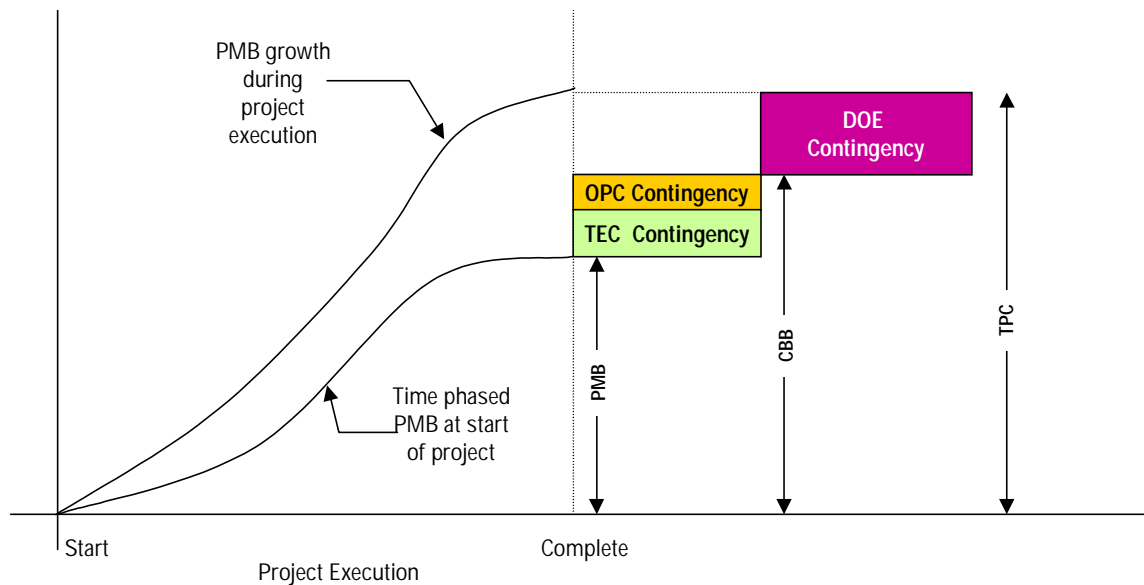 PMB growth
during
project
execution
DOE
Contingency
OPC Contingency
TEC Contingency
PMB
CBB
TPC
Time phased
PMB at start
of project
Start
Complete
Project Execution